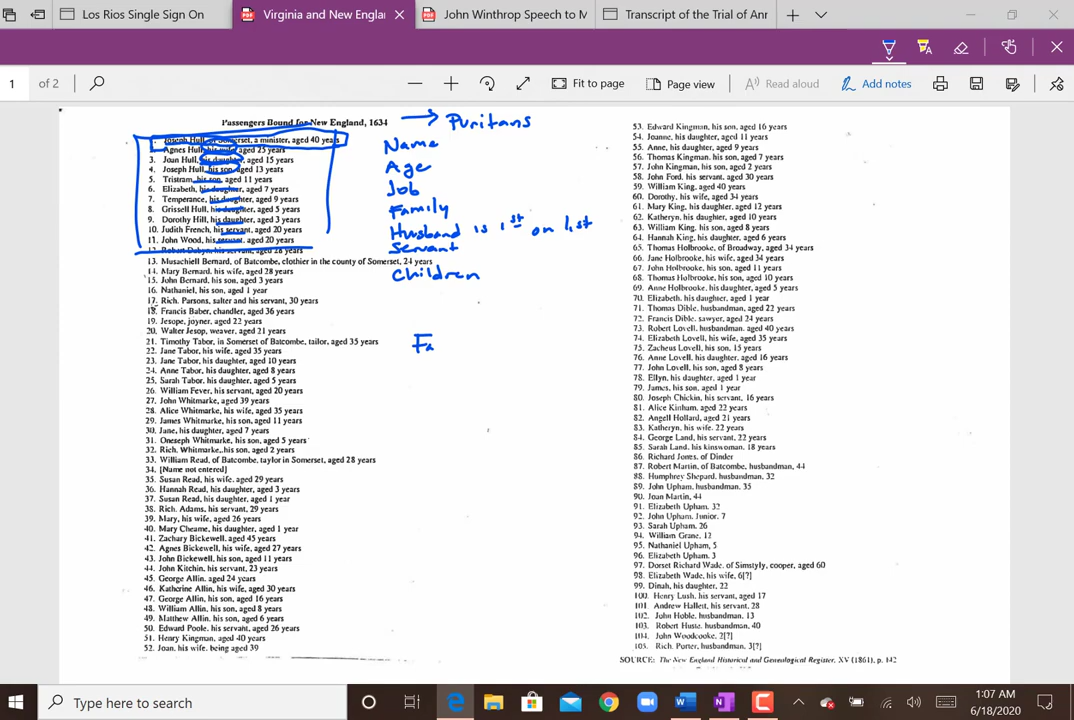 Los Rios Single Sign On
Virginia and New Englar
John Winthrop Speech to M
Transcript of the Trial of Anr
1 of 2
Fit to page
Page view
Read aloud
Add notes
Passengers Bound for New England, 1634
→ Puritans
Name
Age
Job
Family
Husband is 1st on list
Servant
Children
Fa
1. Joseph Hull, of Somerset, a minister, aged 40 years
2. Agnes Hull, his wife, aged 25 years
3. Joan Hull, his daughter, aged 15 years
4. Joseph Hull, his son, aged 13 years
5. Tristram, his son, aged 11 years
6. Elizabeth, his daughter, aged 7 years
7. Temperance, his daughter, aged 9 years
8. Grissell Hull, his daughter, aged 5 years
9. Dorothy Hill, his daughter, aged 3 years
10. Judith French, his servant, aged 20 years
11. John Wood, his servant, aged 20 years
12. Robert Dabyn, his servant, aged 28 years
13. Musachiell Bernard, of Batcombe, clothier in the county of Somerset, 24 years
14. Mary Bernard, his wife, aged 28 years
15. John Bernard, his son, aged 3 years
16. Nathaniel, his son, aged 1 year
17. Rich. Parsons, salter and his servant, 30 years
18. Francis Baber, chandler, aged 36 years
19. Jesope, joyner, aged 22 years
20. Walter Jesop, weaver, aged 21 years
21. Timothy Tabor, in Somerset of Batcombe, tailor, aged 35 years
22. Jane Tabor, his wife, aged 35 years
23. Jane Tabor, his daughter, aged 10 years
24. Anne Tabor, his daughter, aged 8 years
25. Sarah Tabor, his daughter, aged 5 years
26. William Fever, his servant, aged 20 years
27. John Whitmarke, aged 39 years
28. Alice Whitmarke, his wife, aged 35 years
29. James Whitmarke, his son, aged 11 years
30. Jane, his daughter, aged 7 years
31. Oneseph Whitmarke, his son, aged 5 years
32. Rich. Whitmarke, his son, aged 2 years
33. William Read, of Batcombe, taylor in Somerset, aged 28 years
34. [Name not entered]
35. Susan Read, his wife, aged 29 years
36. Hannah Read, his daughter, aged 3 years
37. Susan Read, his daughter, aged 1 year
38. Rich. Adams, his servant, 29 years
39. Mary, his wife, aged 26 years
40. Mary Cheame, his daughter, aged 1 year
41. Zachary Bickewell, aged 45 years
42. Agnes Bickewell, his wife, aged 27 years
43. John Bickewell, his son, aged 11 years
44. John Kitchin, his servant, 23 years
45. George Allin, aged 24 years
46. Katherine Allin, his wife, aged 30 years
47. George Allin, his son, aged 16 years
48. William Allin, his son, aged 8 years
49. Matthew Allin, his son, aged 6 years
50. Edward Poole, his servant, aged 26 years
51. Henry Kingman, aged 40 years
52. Joan, his wife, being aged 39
53. Edward Kingman, his son, aged 16 years
54. Joanne, his daughter, aged 11 years
55. Anne, his daughter, aged 9 years
56. Thomas Kingman, his son, aged 7 years
57. John Kingman, his son, aged 2 years
58. John Ford, his servant, aged 30 years
59. William King, aged 40 years
60. Dorothy, his wife, aged 34 years
61. Mary King, his daughter, aged 12 years
62. Katheryn, his daughter, aged 10 years
63. William King, his son, aged 8 years
64. Hannah King, his daughter, aged 6 years
65. Thomas Holbrooke, of Broadway, aged 34 years
66. Jane Holbrooke, his wife, aged 34 years
67. John Holbrooke, his son, aged 11 years
68. Thomas Holbrooke, his son, aged 10 years
69. Anne Holbrooke, his daughter, aged 5 years
70. Elizabeth, his daughter, aged 1 year
71. Thomas Dible, husbandman, aged 22 years
72. Francis Dible, sawyer, aged 24 years
73. Robert Lovell, husbandman, aged 40 years
74. Elizabeth Lovell, his wife, aged 35 years
75. Zacheus Lovell, his son, 15 years
76. Anne Lovell, his daughter, aged 16 years
77. John Lovell, his son, aged 8 years
78. Ellyn, his daughter, aged 1 year
79. James, his son, aged 1 year
80. Joseph Chickin, his servant, 16 years
81. Alice Kinham, aged 22 years
82. Angell Hollard, aged 21 years
83. Katheryn, his wife, 22 years
84. George Land, his servant, 22 years
85. Sarah Land, his kinswoman, 18 years
86. Richard Jones, of Dinder
87. Robert Martin, of Batcombe, husbandman, 44
88. Humphrey Shepard, husbandman, 32
89. John Upham, husbandman, 35
90. Joan Martin, 44
91. Elizabeth Upham, 32
92. John Upham, Junior, 7
93. Sarah Upham, 26
94. William Grane, 12
95. Nathaniel Upham, 5
96. Elizabeth Upham, 3
97. Dorset Richard Wade, of Simstyly, cooper, aged 60
98. Elizabeth Wade, his wife, 6[?]
99. Dinah, his daughter, 22
100. Henry Lush, his servant, aged 17
101. Andrew Hallett, his servant, 28
102. John Hoble, husbandman, 13
103. Robert Huste, husbandman, 40
104. John Woodcooke, 2[?]
105. Rich. Porter, husbandman, 3[?]
SOURCE: The New England Historical and Genealogical Register, XV (1861), p. 142
Type here to search
1:07 AM
6/18/2020